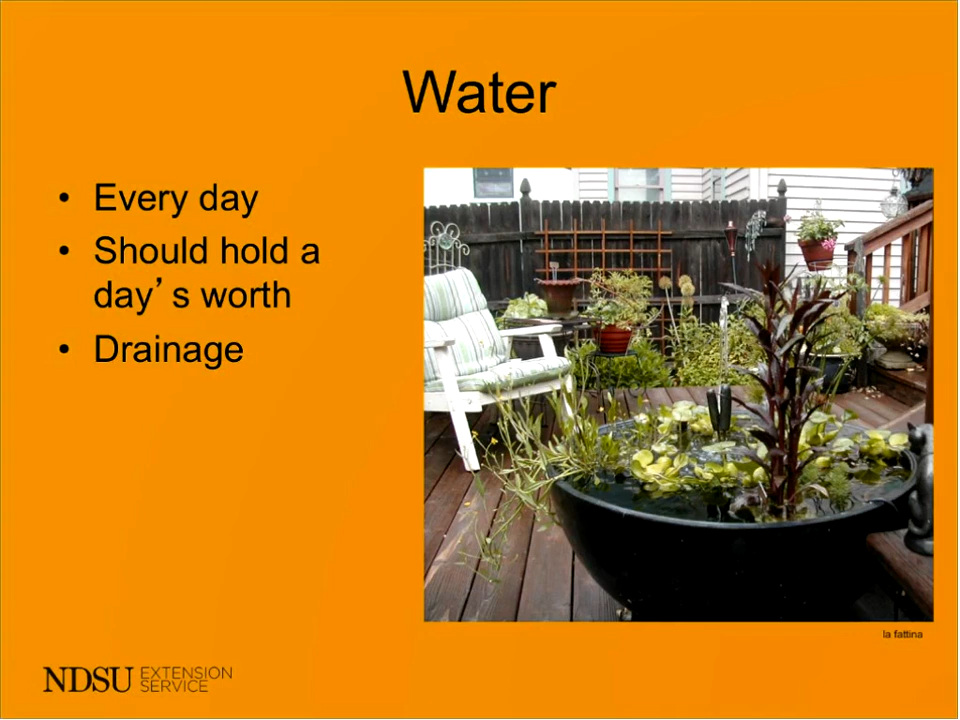 Water
• Every day
• Should hold a
day’s worth
• Drainage
la fattina
NDSU EXTENSION
SERVICE